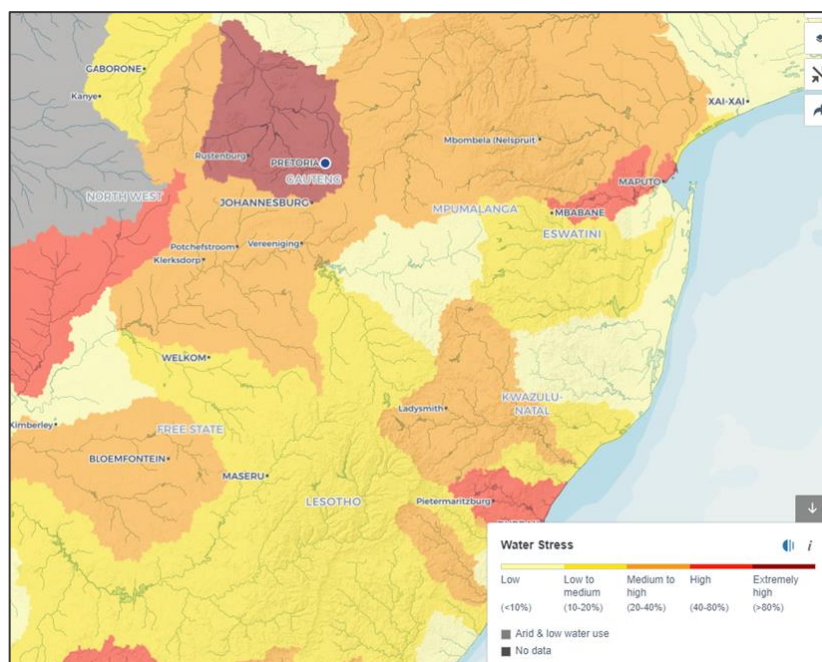 GABORONE
Kanye
XAI-XAI
Mbombela (Nelspruit
Rustenburg
PRETORIA
GAUTENG
MAPUTO
NORTH WEST
JOHANNESBURG
MPUMALANGA
MBABANE
ESWATINI
Potchefstroom
Vereeniging
Klerksdorp
WELKOM
KWAZULU-
NATAL
Ladysmith
Kimberley
FREE STATE
BLOEMFONTEIN
MASERU
LESOTHO
Pietermaritzburg
Water Stress
i
Low Low to medium Medium to high High Extremely high
(<10%) (10-20%) (20-40%) (40-80%) (>80%)
Arid & low water use
No data